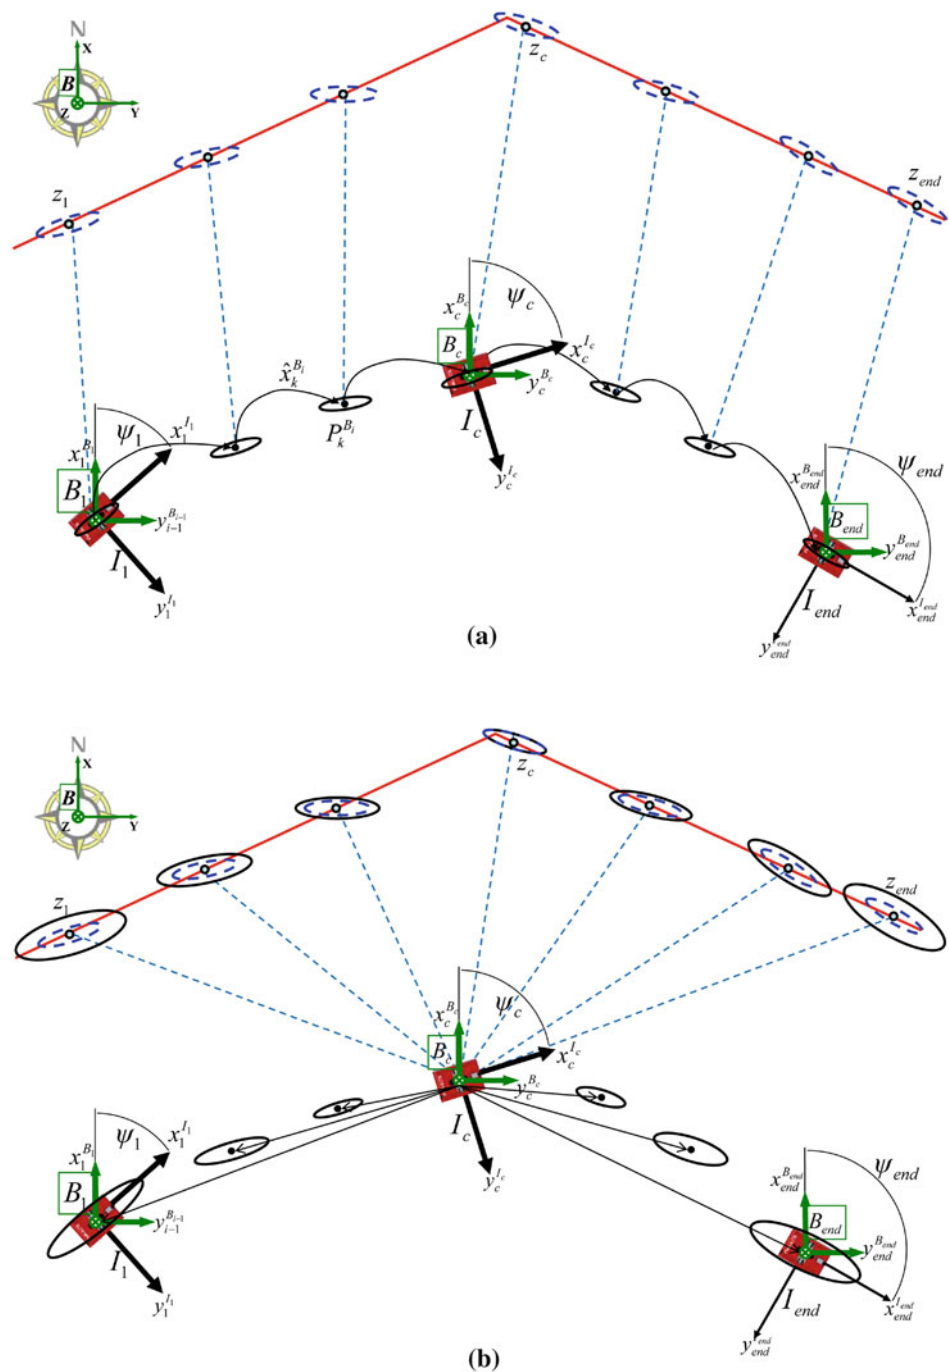 N
X
B
Z
Y
z_c
z_1
z_end
ψ_c
x_c^{B_c}
B_c
x_c^{I_c}
y_c^{B_c}
x̂_k^{B_i}
P_k^{B_i}
I_c
y_c^{I_c}
ψ_1
x_1^{I_1}
x_1^{B_1}
B_1
y_{i-1}^{B_{i-1}}
I_1
y_1^{I_1}
ψ_end
x_end^{B_end}
B_end
y_end^{B_end}
I_end
x_end^{I_end}
y_end^{I_end}
(a)
N
X
B
Z
Y
z_c
z_1
z_end
ψ_c
x_c^{B_c}
B_c
x_c^{I_c}
y_c^{B_c}
I_c
y_c^{I_c}
ψ_1
x_1^{I_1}
x_1^{B_1}
B_1
y_{i-1}^{B_{i-1}}
I_1
y_1^{I_1}
ψ_end
x_end^{B_end}
B_end
y_end^{B_end}
I_end
x_end^{I_end}
y_end^{I_end}
(b)